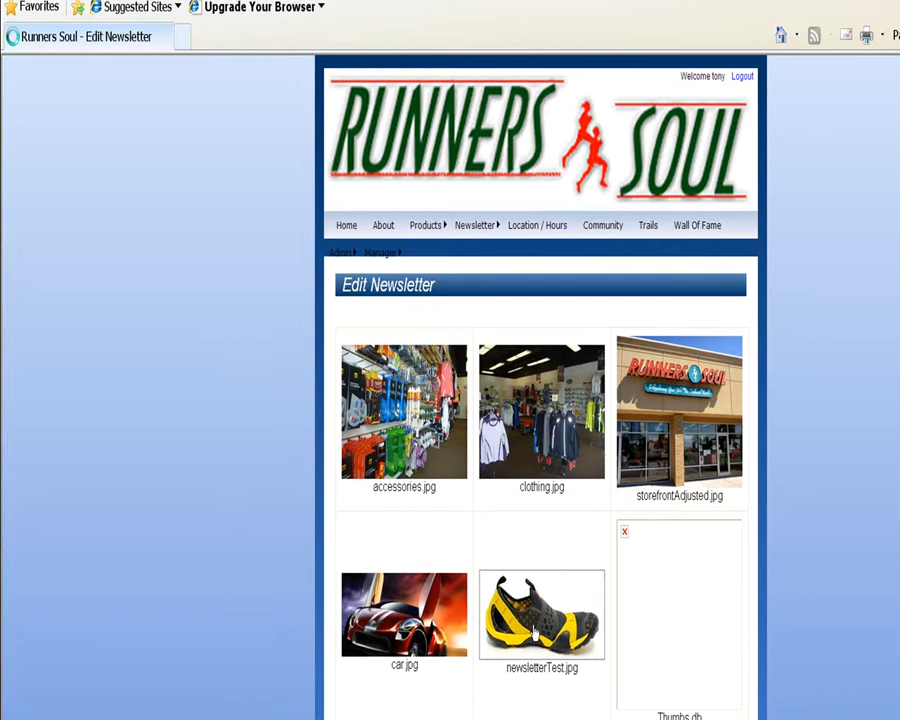 Favorites Suggested Sites Upgrade Your Browser
Runners Soul - Edit Newsletter
Welcome tony Logout
RUNNERS SOUL
Home About Products Newsletter Location / Hours Community Trails Wall Of Fame
Admin Manager
Edit Newsletter
RUNNERS SOUL
accessories.jpg clothing.jpg storefrontAdjusted.jpg
car.jpg newsletterTest.jpg
Thumbs.db